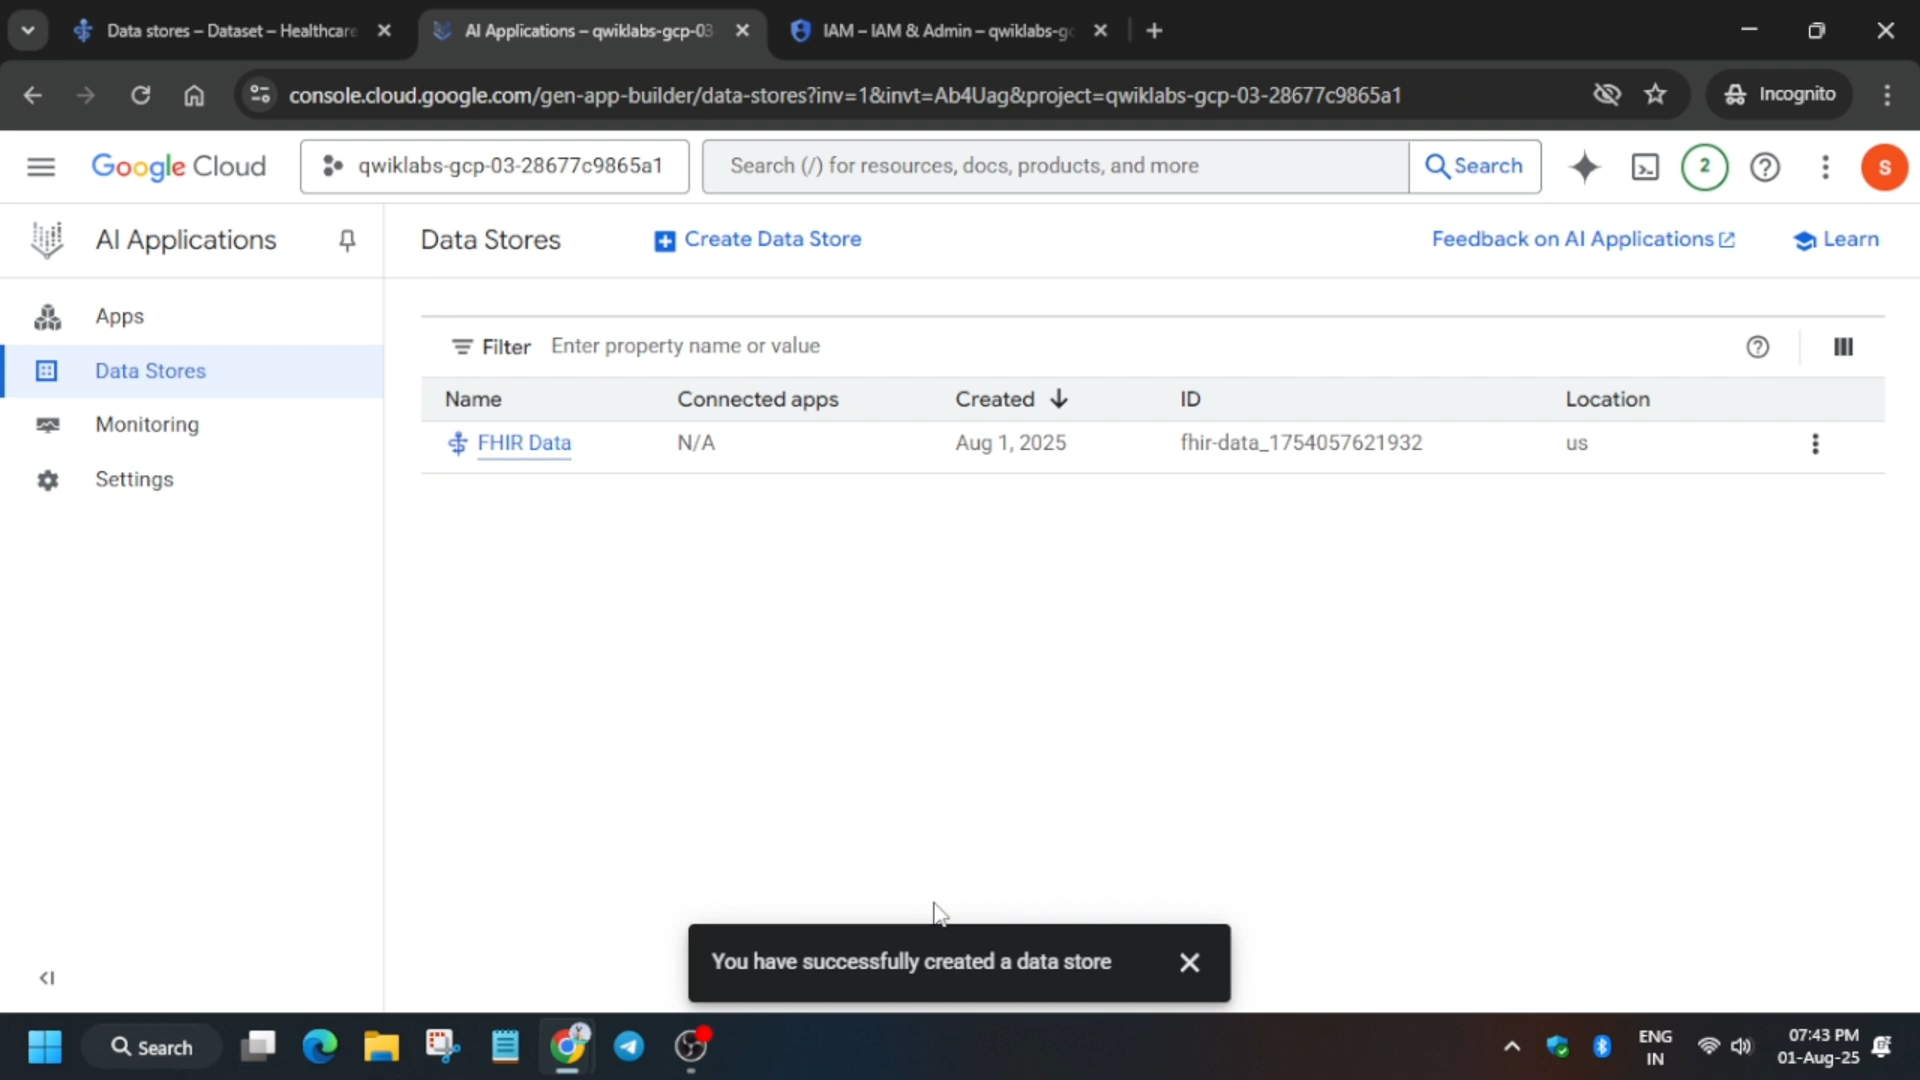 Data stores – Dataset – Healthcare
AI Applications – qwiklabs-gcp-03
IAM – IAM & Admin – qwiklabs-gc
console.cloud.google.com/gen-app-builder/data-stores?inv=1&invt=Ab4Uag&project=qwiklabs-gcp-03-28677c9865a1
Incognito
Google Cloud
qwiklabs-gcp-03-28677c9865a1
Search (/) for resources, docs, products, and more
Search
2
S
AI Applications
Data Stores
Create Data Store
Feedback on AI Applications
Learn
Apps
Data Stores
Monitoring
Settings
Filter
Enter property name or value
Name
Connected apps
Created
ID
Location
FHIR Data
N/A
Aug 1, 2025
fhir-data_1754057621932
us
You have successfully created a data store
Search
ENG
IN
07:43 PM
01-Aug-25